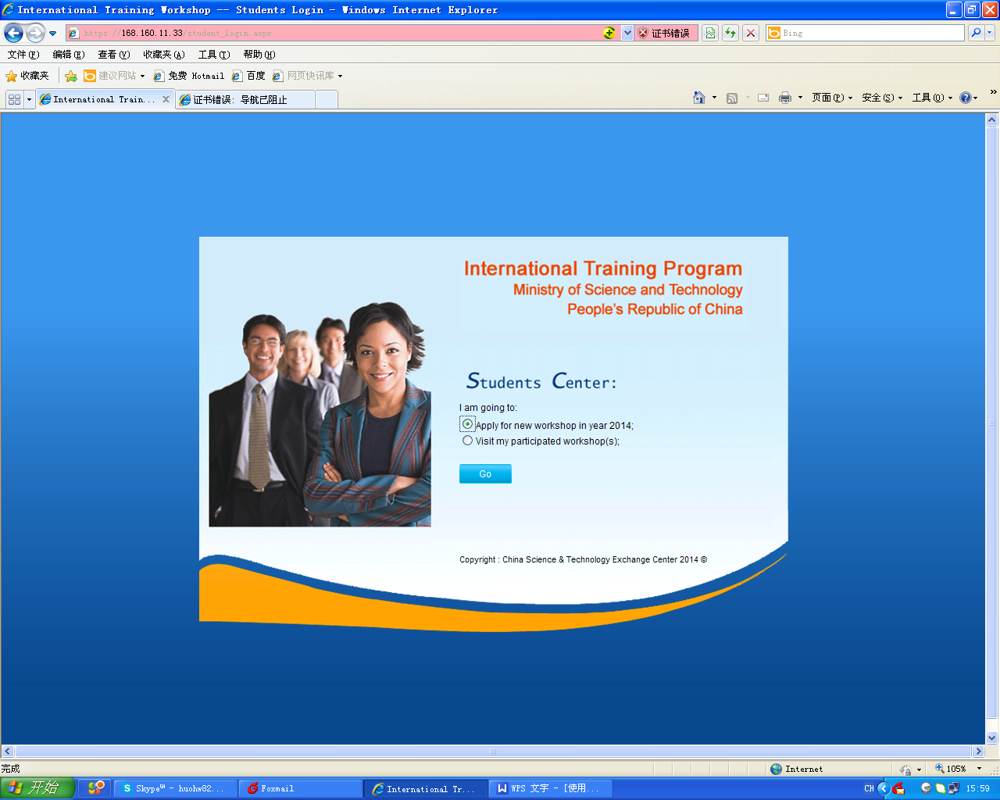 International Training Workshop -- Students Login - Windows Internet Explorer
https://168.160.11.33/student_login.aspx
证书错误
Bing
文件(F) 编辑(E) 查看(V) 收藏夹(A) 工具(T) 帮助(H)
收藏夹 建议网站 免费 Hotmail 百度 网页快讯库
International Train... 证书错误: 导航已阻止 页面(P) 安全(S) 工具(O)
International Training Program
Ministry of Science and Technology
People's Republic of China
Students Center:
I am going to:
Apply for new workshop in year 2014;
Visit my participated workshop(s);
Go
Copyright : China Science & Technology Exchange Center 2014 ©
完成 Internet 105%
开始 Skype™ - huohw82... Foxmail International Tr... WPS 文字 - [使用... CH 15:59